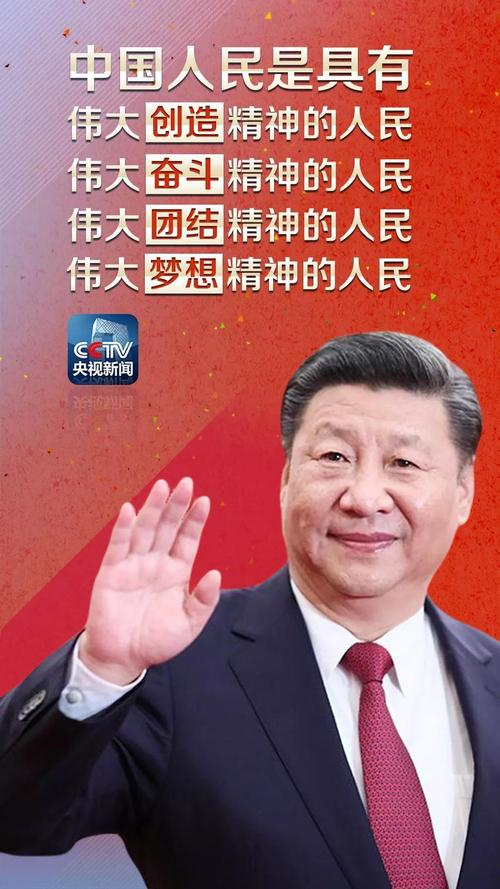 中国人民是具有
伟大创造精神的人民
伟大奋斗精神的人民
伟大团结精神的人民
伟大梦想精神的人民
CCTV
央视新闻